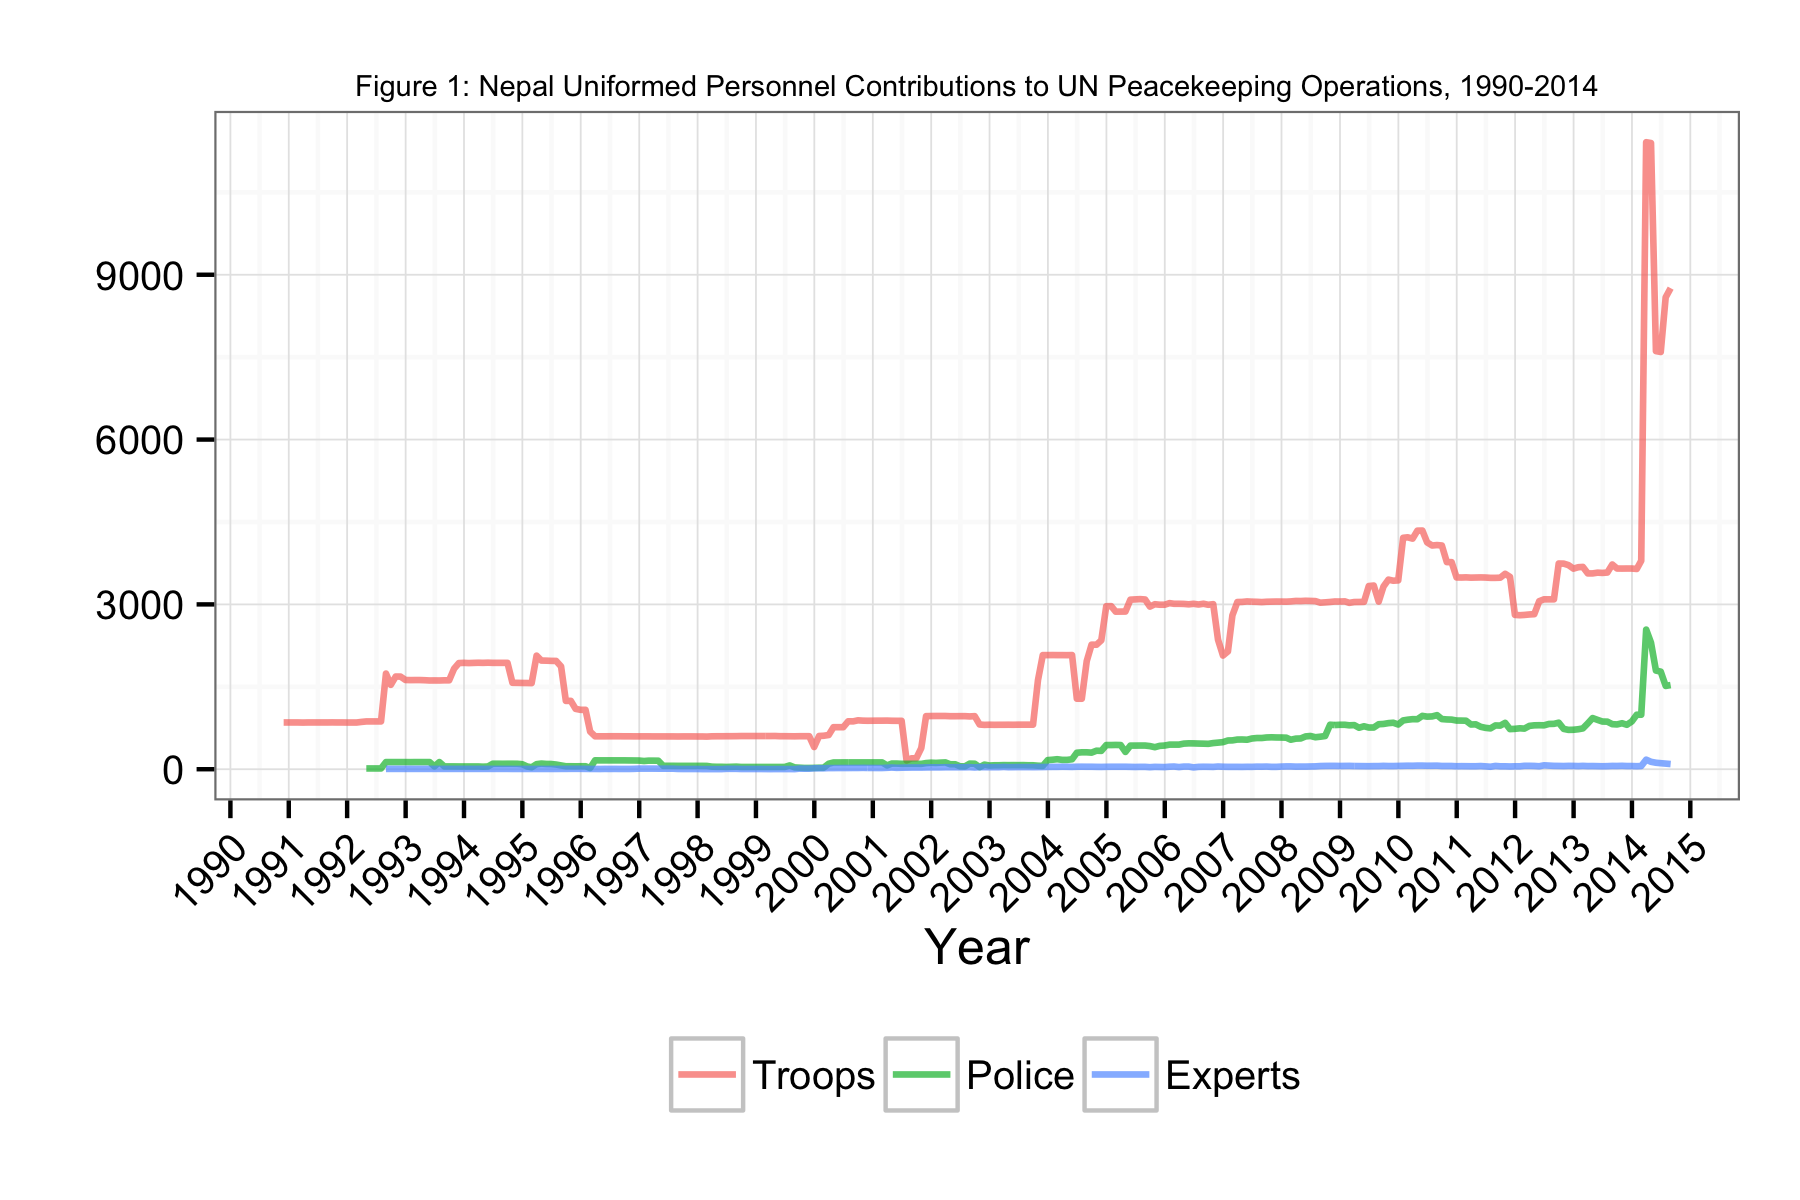 Figure 1: Nepal Uniformed Personnel Contributions to UN Peacekeeping Operations, 1990-2014
9000
6000
3000
0
1990 1991 1992 1993 1994 1995 1996 1997 1998 1999 2000 2001 2002 2003 2004 2005 2006 2007 2008 2009 2010 2011 2012 2013 2014 2015
Year
Troops Police Experts